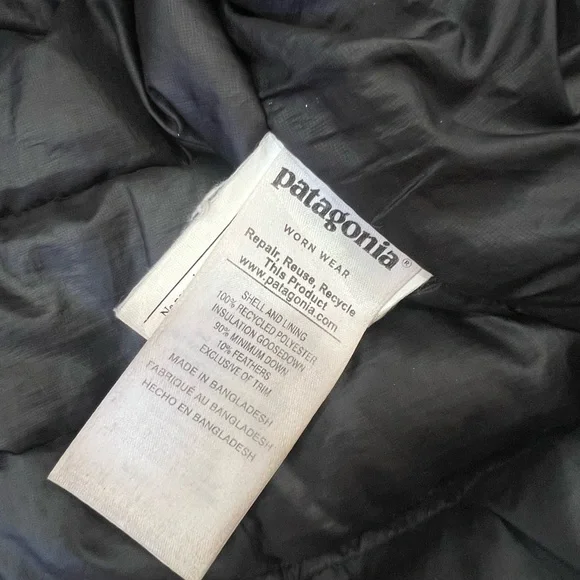 patagonia®
WORN WEAR
Repair, Reuse, Recycle
This Product
www.patagonia.com
SHELL AND LINING
100% RECYCLED POLYESTER
INSULATION GOOSEDOWN
90% MINIMUM DOWN
10% FEATHERS
EXCLUSIVE OF TRIM
MADE IN BANGLADESH
FABRIQUÉ AU BANGLADESH
HECHO EN BANGLADESH